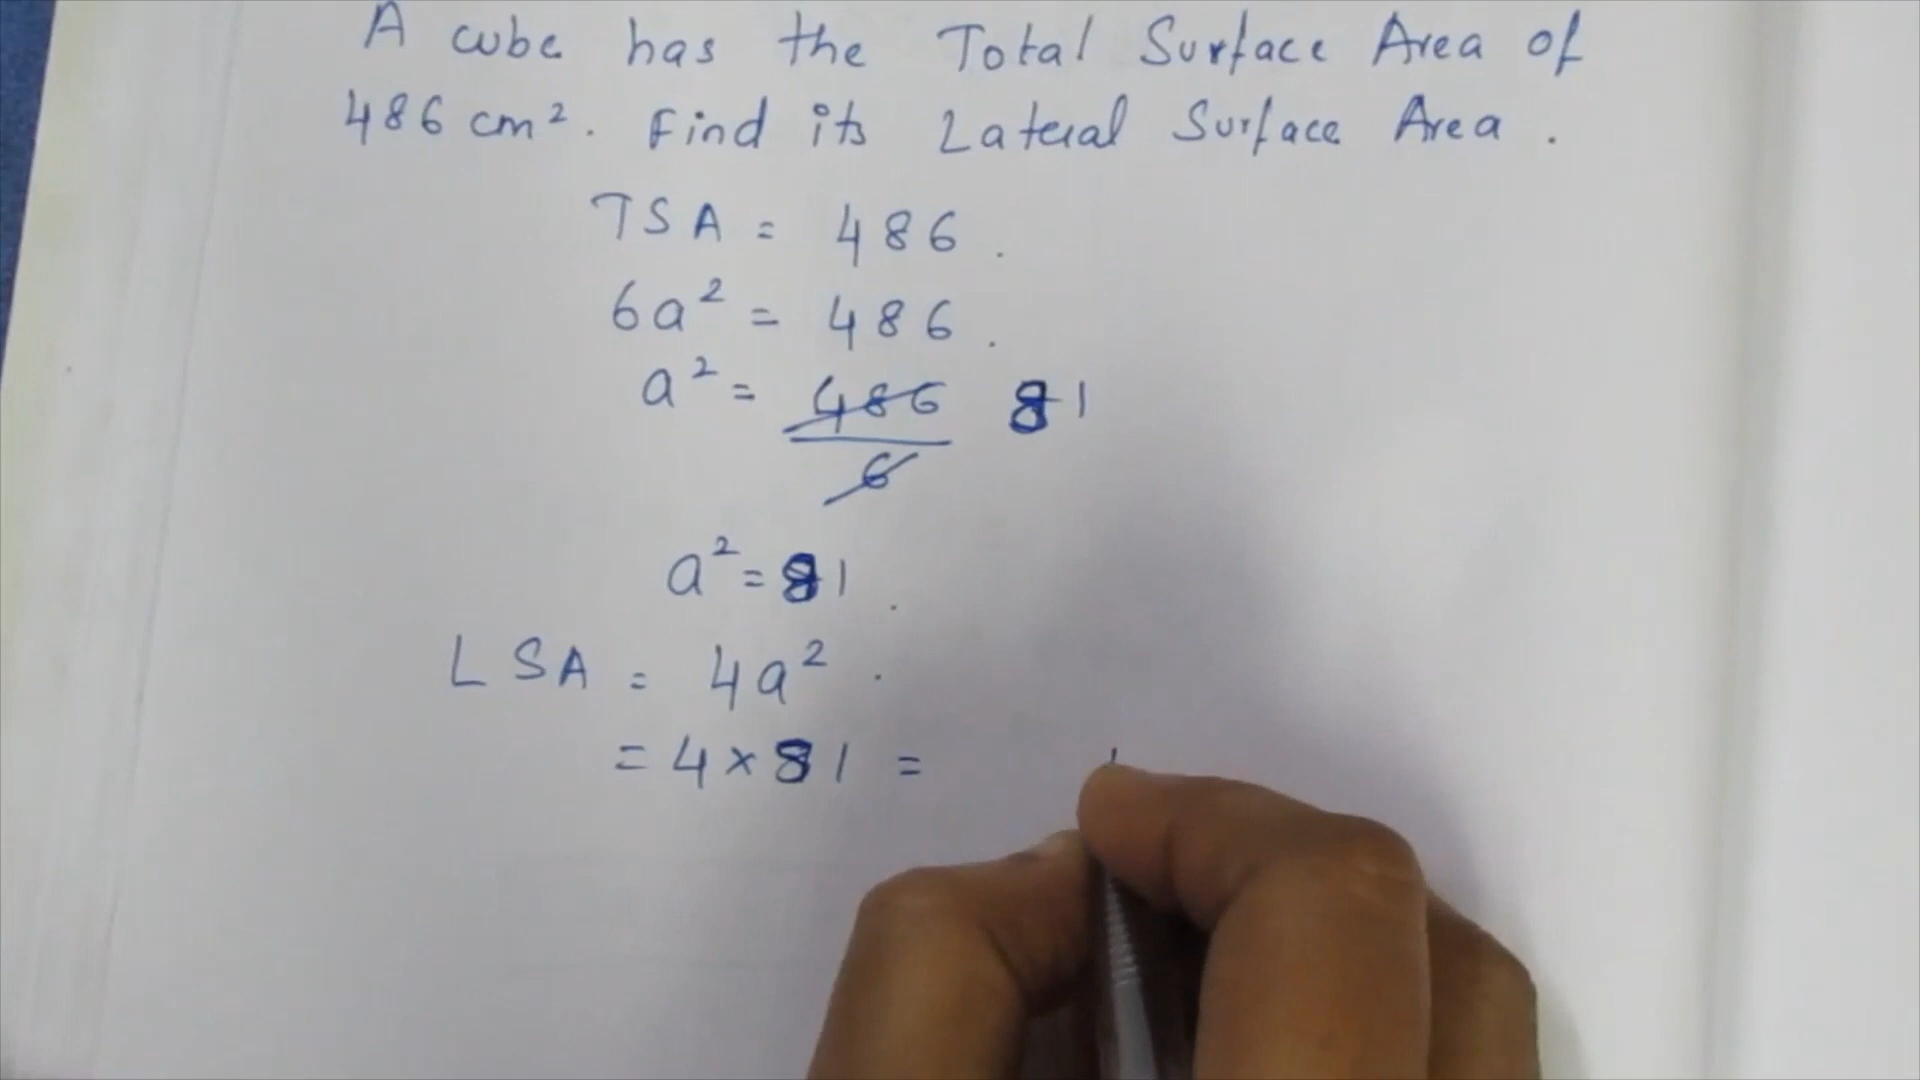 A cube has the Total Surface Area of
486 cm². Find its Lateral Surface Area.
TSA = 486.
6a² = 486.
a² = 486/6 81
a² = 81.
LSA = 4a².
= 4 × 81 =